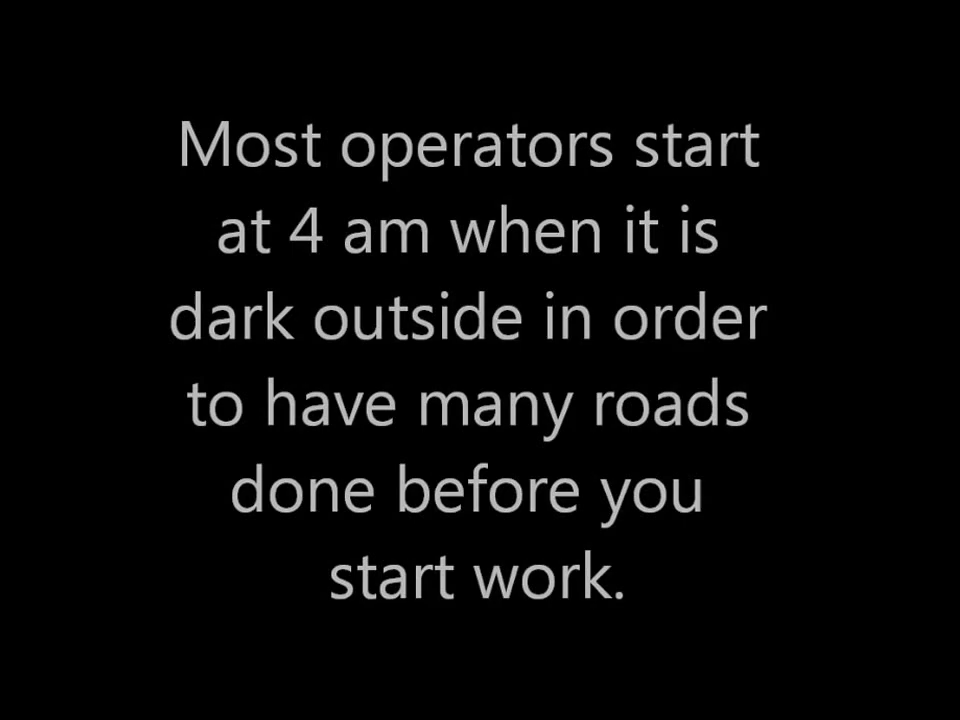 Most operators start
at 4 am when it is
dark outside in order
to have many roads
done before you
start work.